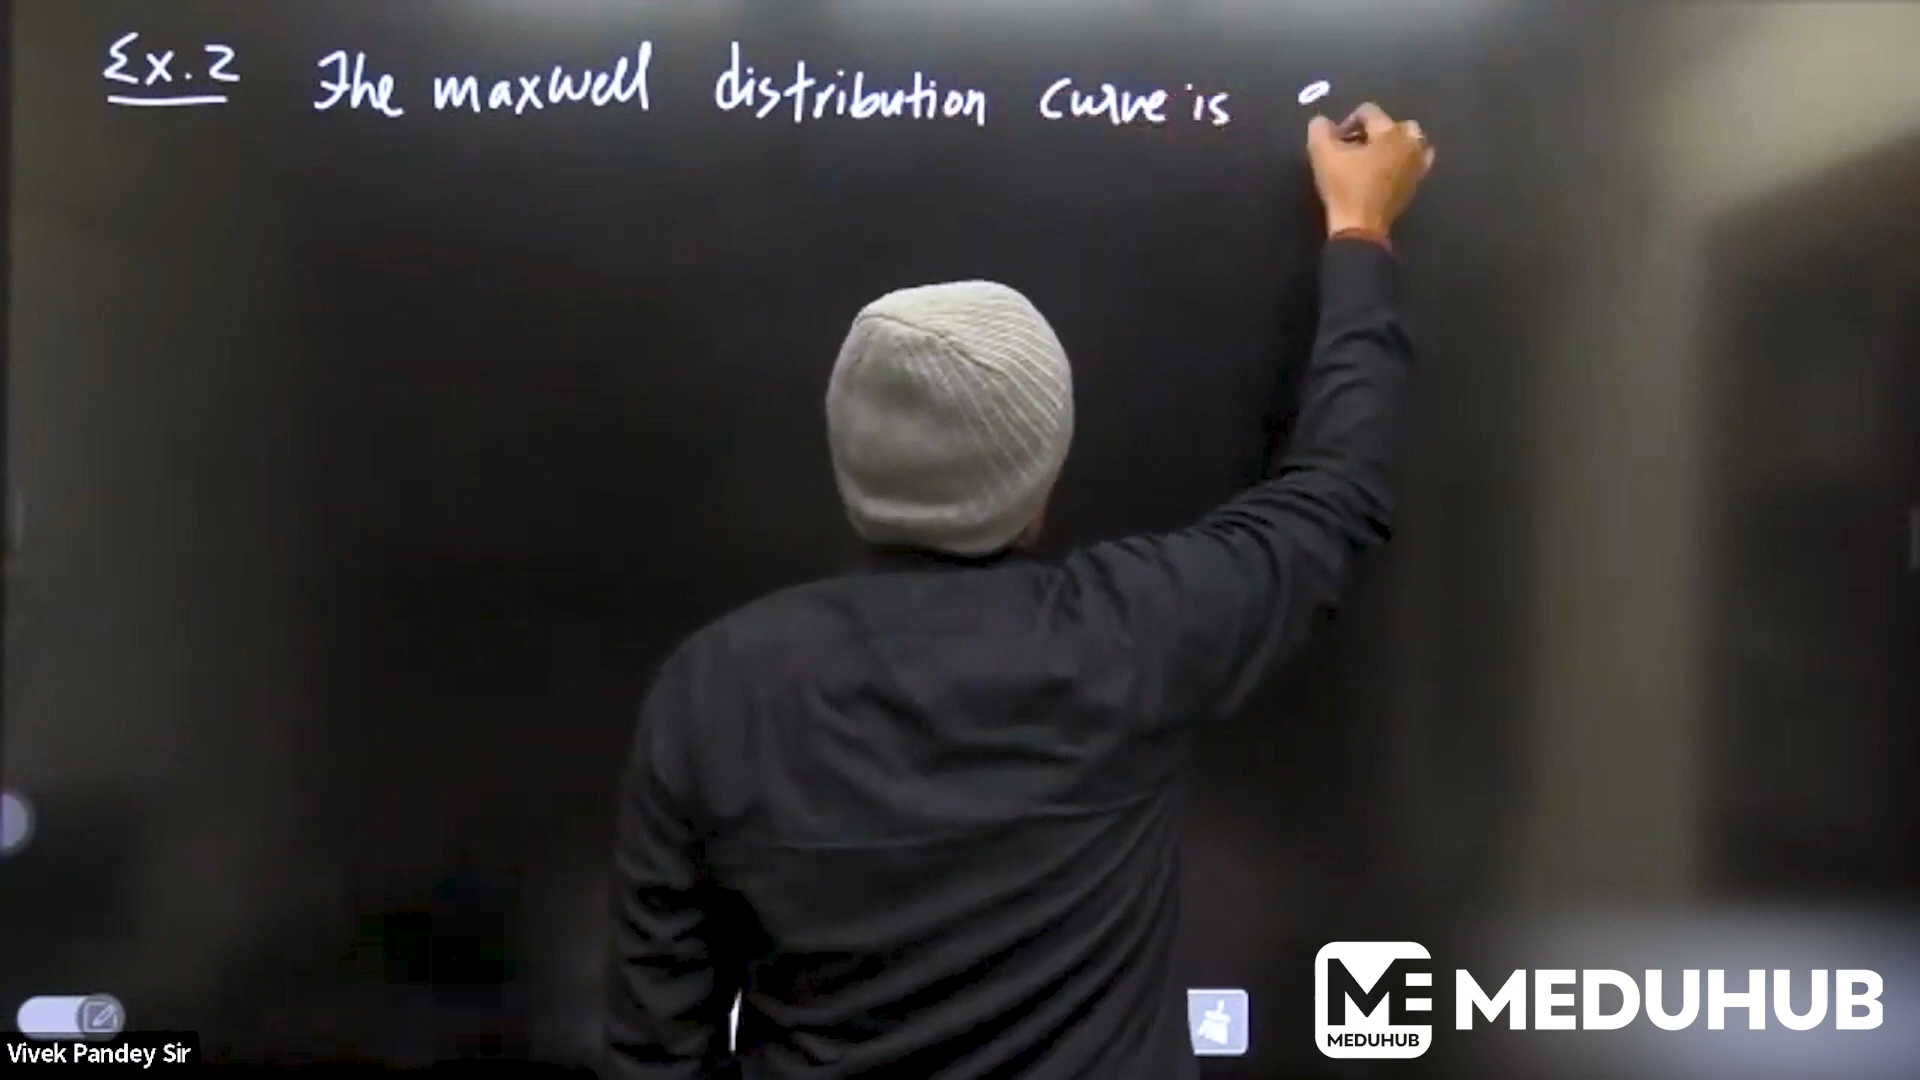 Ex.2 The maxwell distribution curve is
MEDUHUB
MEDUHUB
Vivek Pandey Sir